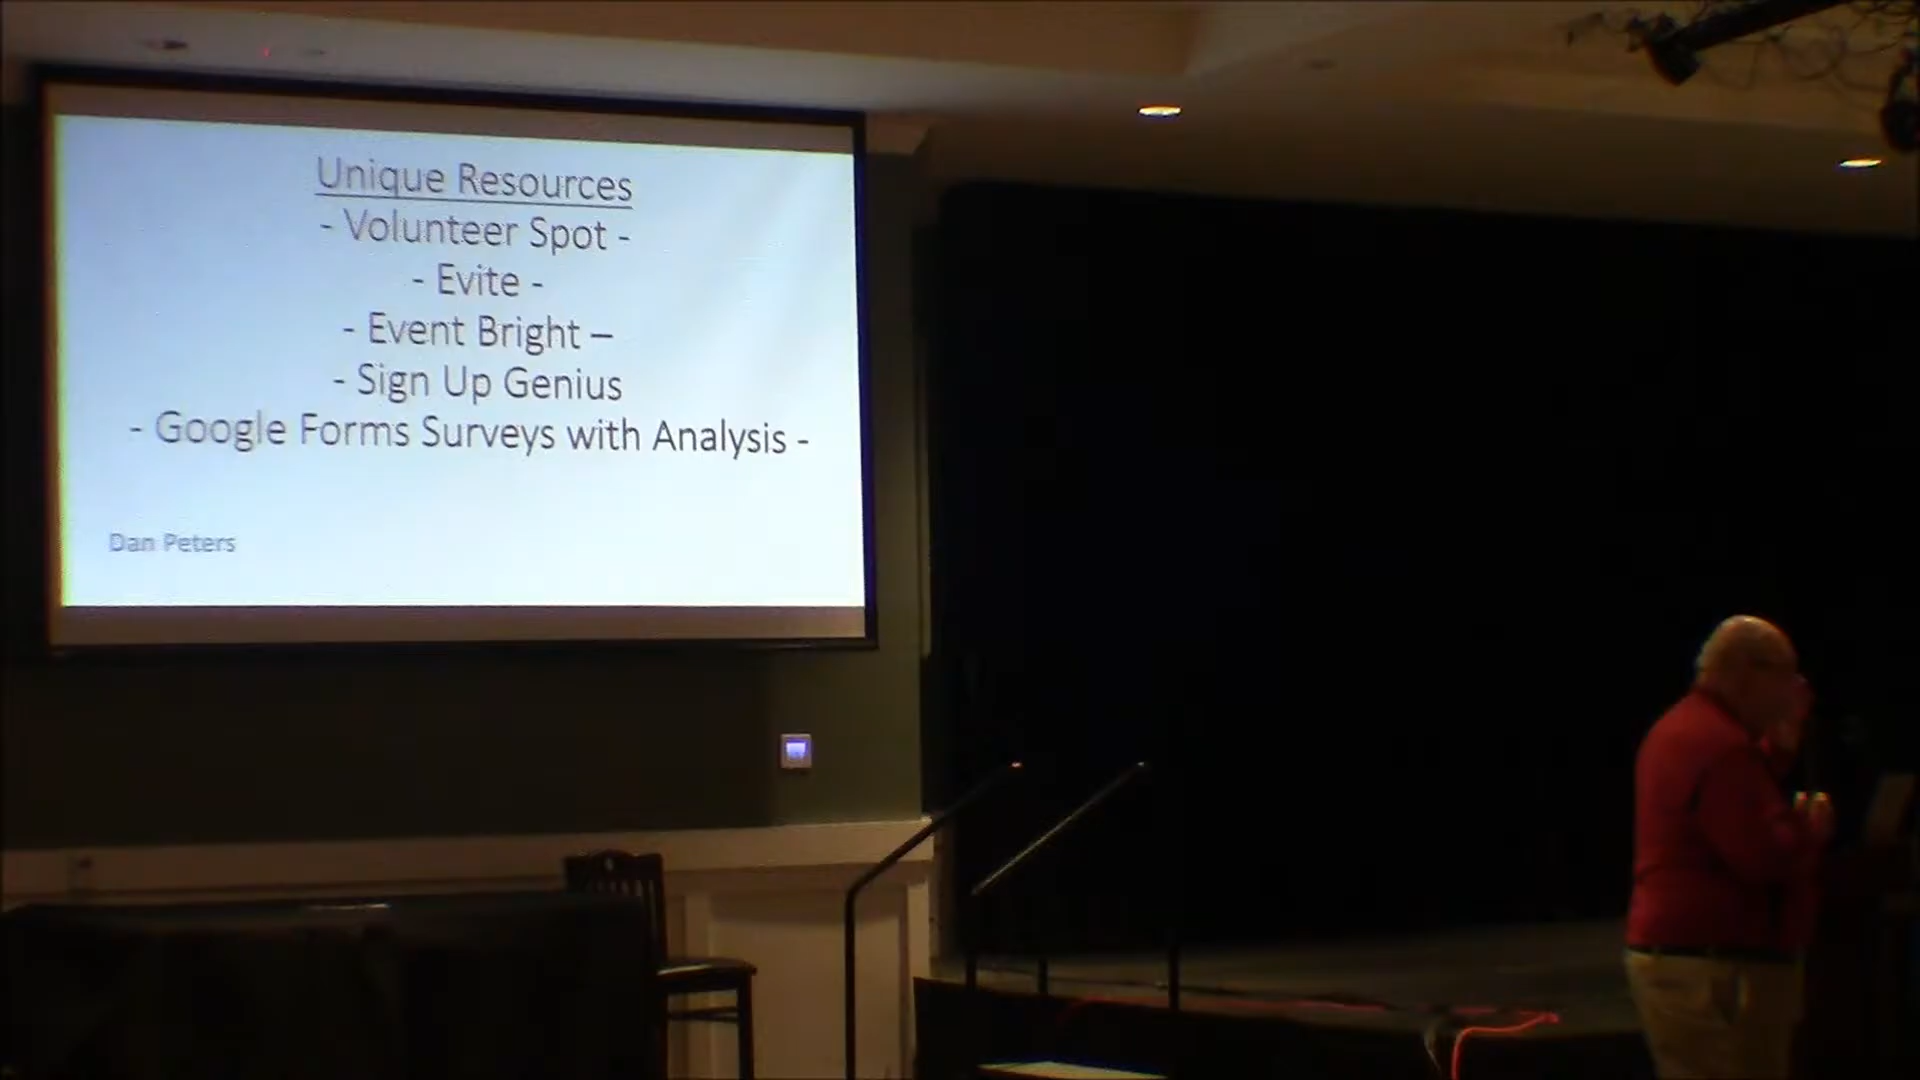 Unique Resources
- Volunteer Spot -
- Evite -
- Event Bright –
- Sign Up Genius
- Google Forms Surveys with Analysis -
Dan Peters